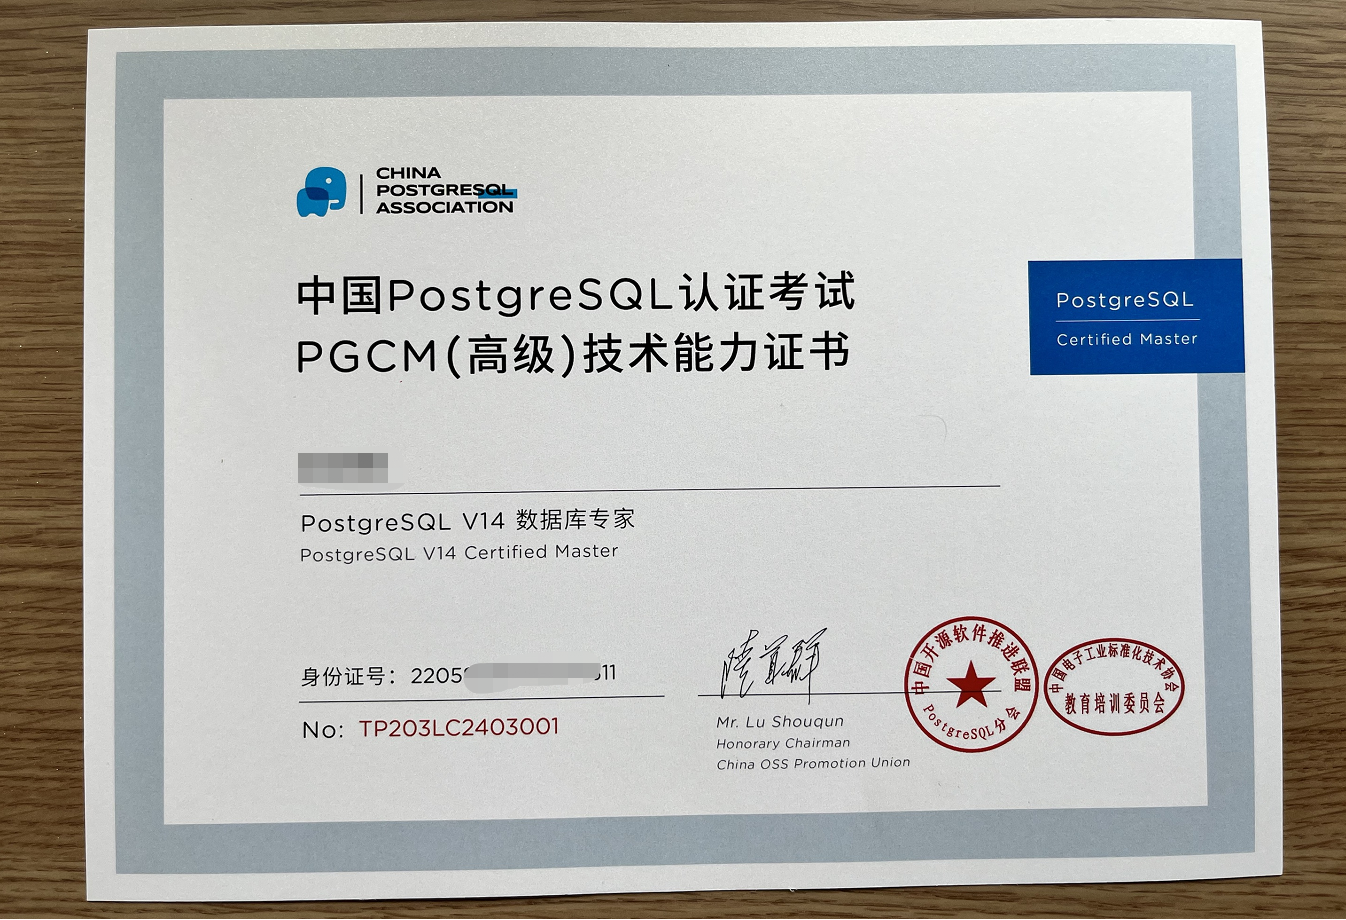 CHINA
POSTGRESQL
ASSOCIATION
中国PostgreSQL认证考试
PGCM(高级)技术能力证书
PostgreSQL
Certified Master
PostgreSQL V14 数据库专家
PostgreSQL V14 Certified Master
身份证号：2205 11
No: TP203LC2403001
陆首群
Mr. Lu Shouqun
Honorary Chairman
China OSS Promotion Union
中国开源软件推进联盟
PostgreSQL分会
中国电子工业标准化技术协会
教育培训委员会